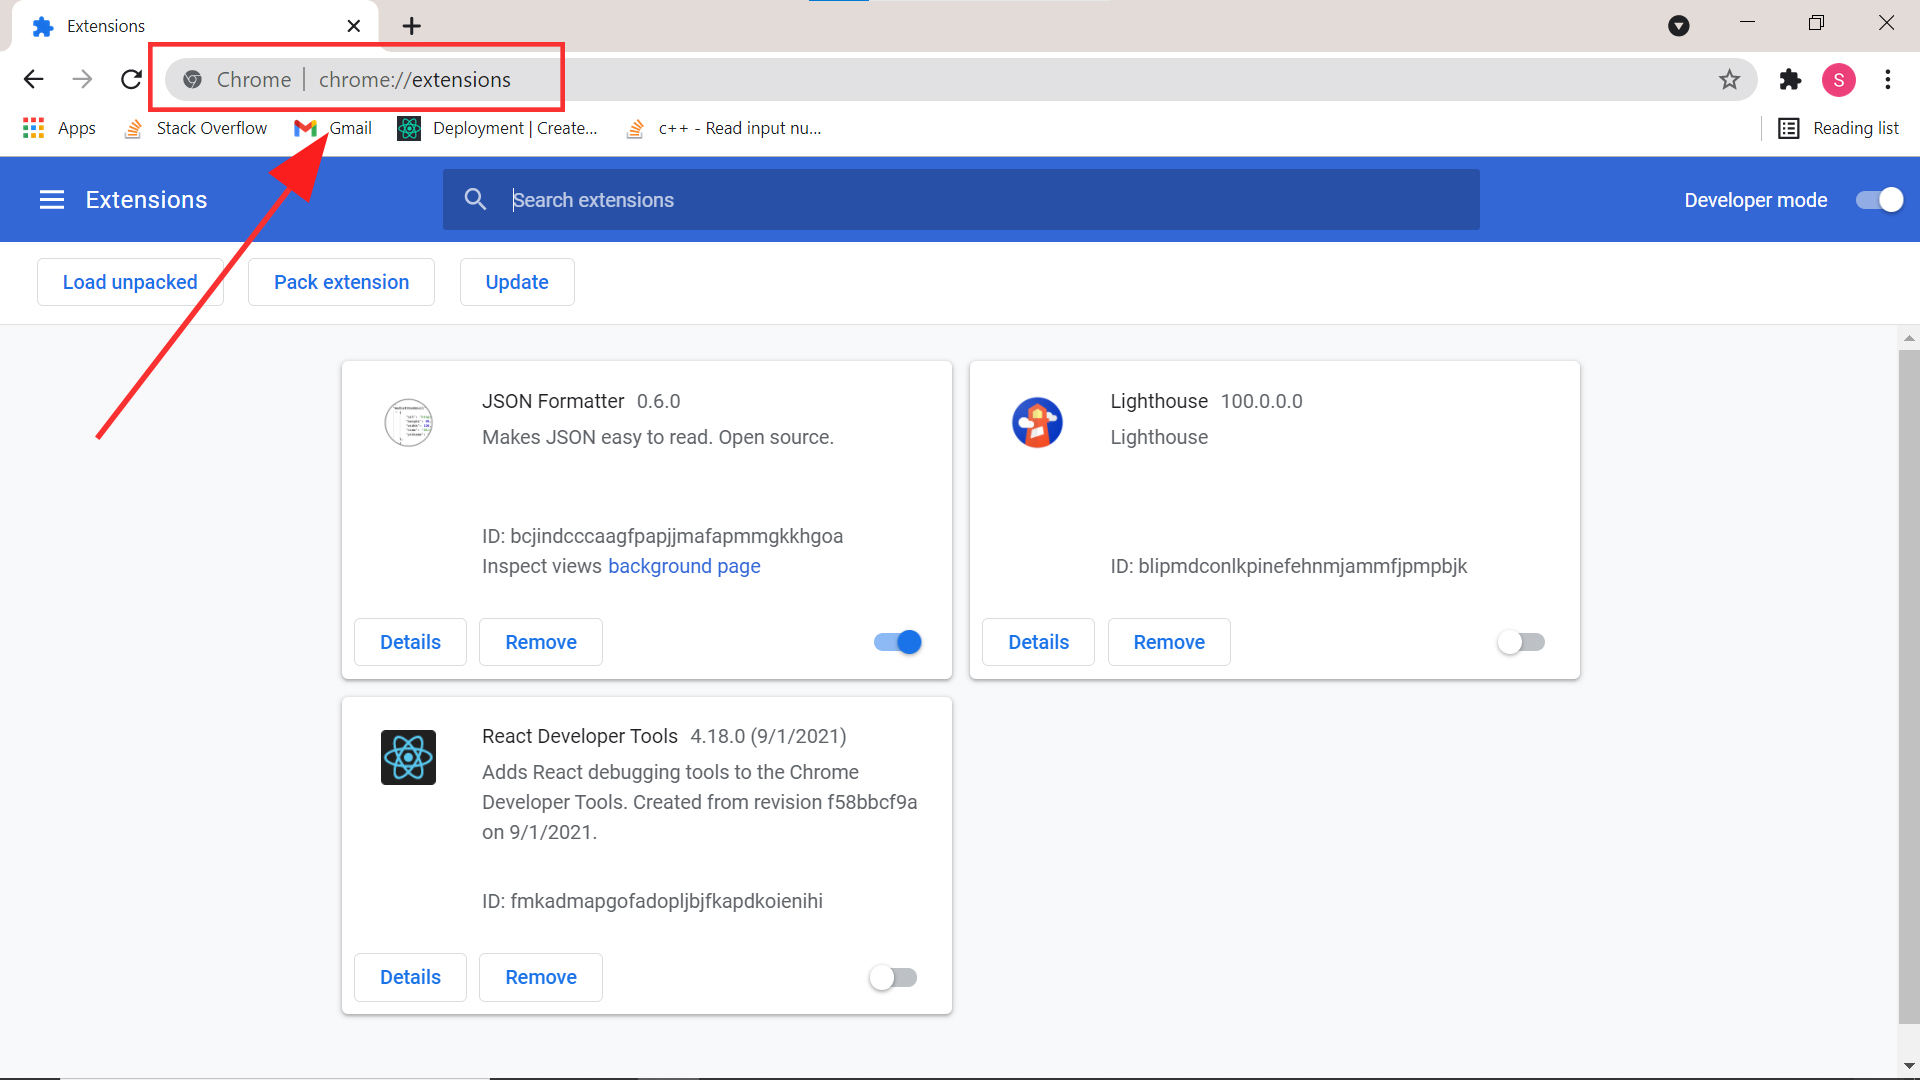 Extensions
Chrome | chrome://extensions
S
Apps
Stack Overflow
Gmail
Deployment | Create...
c++ - Read input nu...
Reading list
Extensions
Search extensions
Developer mode
Load unpacked
Pack extension
Update
JSON Formatter 0.6.0
Makes JSON easy to read. Open source.
ID: bcjindcccaagfpapjjmafapmmgkkhgoa
Inspect views background page
Details
Remove
Lighthouse 100.0.0.0
Lighthouse
ID: blipmdconlkpinefehnmjammfjpmpbjk
Details
Remove
React Developer Tools 4.18.0 (9/1/2021)
Adds React debugging tools to the Chrome
Developer Tools. Created from revision f58bbcf9a
on 9/1/2021.
ID: fmkadmapgofadopljbjfkapdkoienihi
Details
Remove